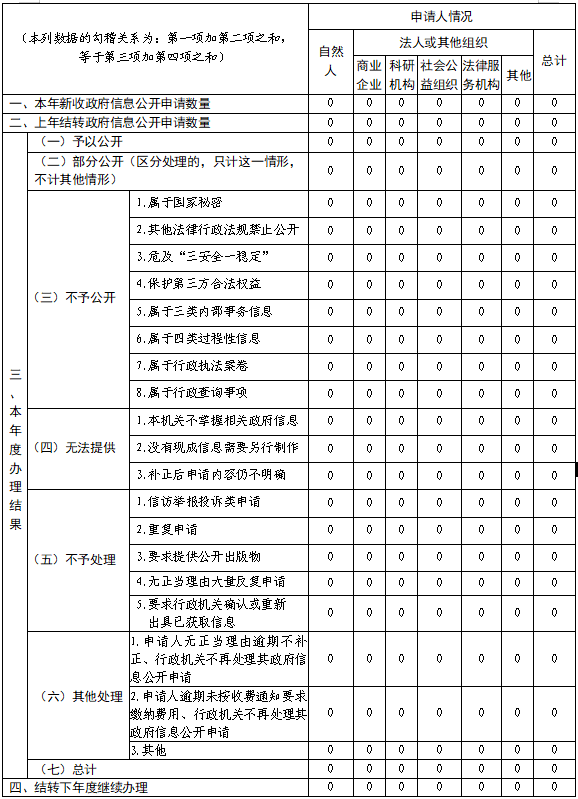 （本列数据的勾稽关系为：第一项加第二项之和，
等于第三项加第四项之和）
申请人情况
自然
人
法人或其他组织
总计
商业
企业
科研
机构
社会公
益组织
法律服
务机构
其他
一、本年新收政府信息公开申请数量 0 0 0 0 0 0 0
二、上年结转政府信息公开申请数量 0 0 0 0 0 0 0
三、本年度办理结果
（一）予以公开 0 0 0 0 0 0 0
（二）部分公开（区分处理的，只计这一情形，
不计其他情形） 0 0 0 0 0 0 0
（三）不予公开
1.属于国家秘密 0 0 0 0 0 0 0
2.其他法律行政法规禁止公开 0 0 0 0 0 0 0
3.危及“三安全一稳定” 0 0 0 0 0 0 0
4.保护第三方合法权益 0 0 0 0 0 0 0
5.属于三类内部事务信息 0 0 0 0 0 0 0
6.属于四类过程性信息 0 0 0 0 0 0 0
7.属于行政执法案卷 0 0 0 0 0 0 0
8.属于行政查询事项 0 0 0 0 0 0 0
（四）无法提供
1.本机关不掌握相关政府信息 0 0 0 0 0 0 0
2.没有现成信息需要另行制作 0 0 0 0 0 0 0
3.补正后申请内容仍不明确 0 0 0 0 0 0 0
（五）不予处理
1.信访举报投诉类申请 0 0 0 0 0 0 0
2.重复申请 0 0 0 0 0 0 0
3.要求提供公开出版物 0 0 0 0 0 0 0
4.无正当理由大量反复申请 0 0 0 0 0 0 0
5.要求行政机关确认或重新
出具已获取信息 0 0 0 0 0 0 0
（六）其他处理
1.申请人无正当理由逾期不补
正、行政机关不再处理其政府信
息公开申请 0 0 0 0 0 0 0
2.申请人逾期未按收费通知要求
缴纳费用、行政机关不再处理其
政府信息公开申请 0 0 0 0 0 0 0
3.其他 0 0 0 0 0 0 0
（七）总计 0 0 0 0 0 0 0
四、结转下年度继续办理 0 0 0 0 0 0 0